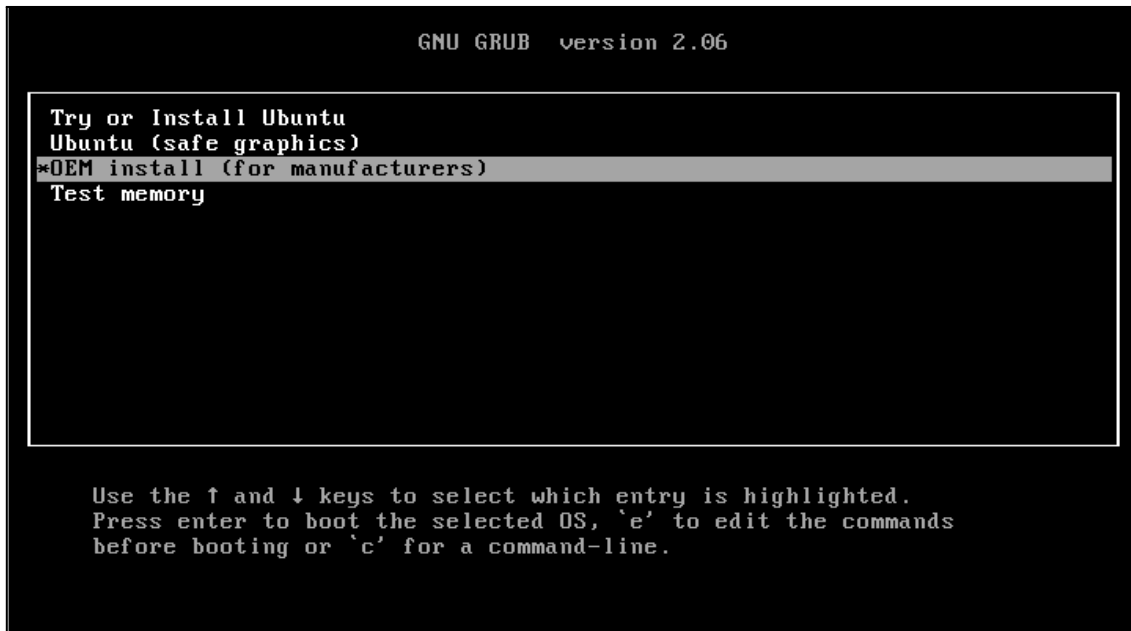 GNU GRUB version 2.06
Try or Install Ubuntu
Ubuntu (safe graphics)
*OEM install (for manufacturers)
Test memory
Use the ↑ and ↓ keys to select which entry is highlighted.
Press enter to boot the selected OS, `e' to edit the commands
before booting or `c' for a command-line.